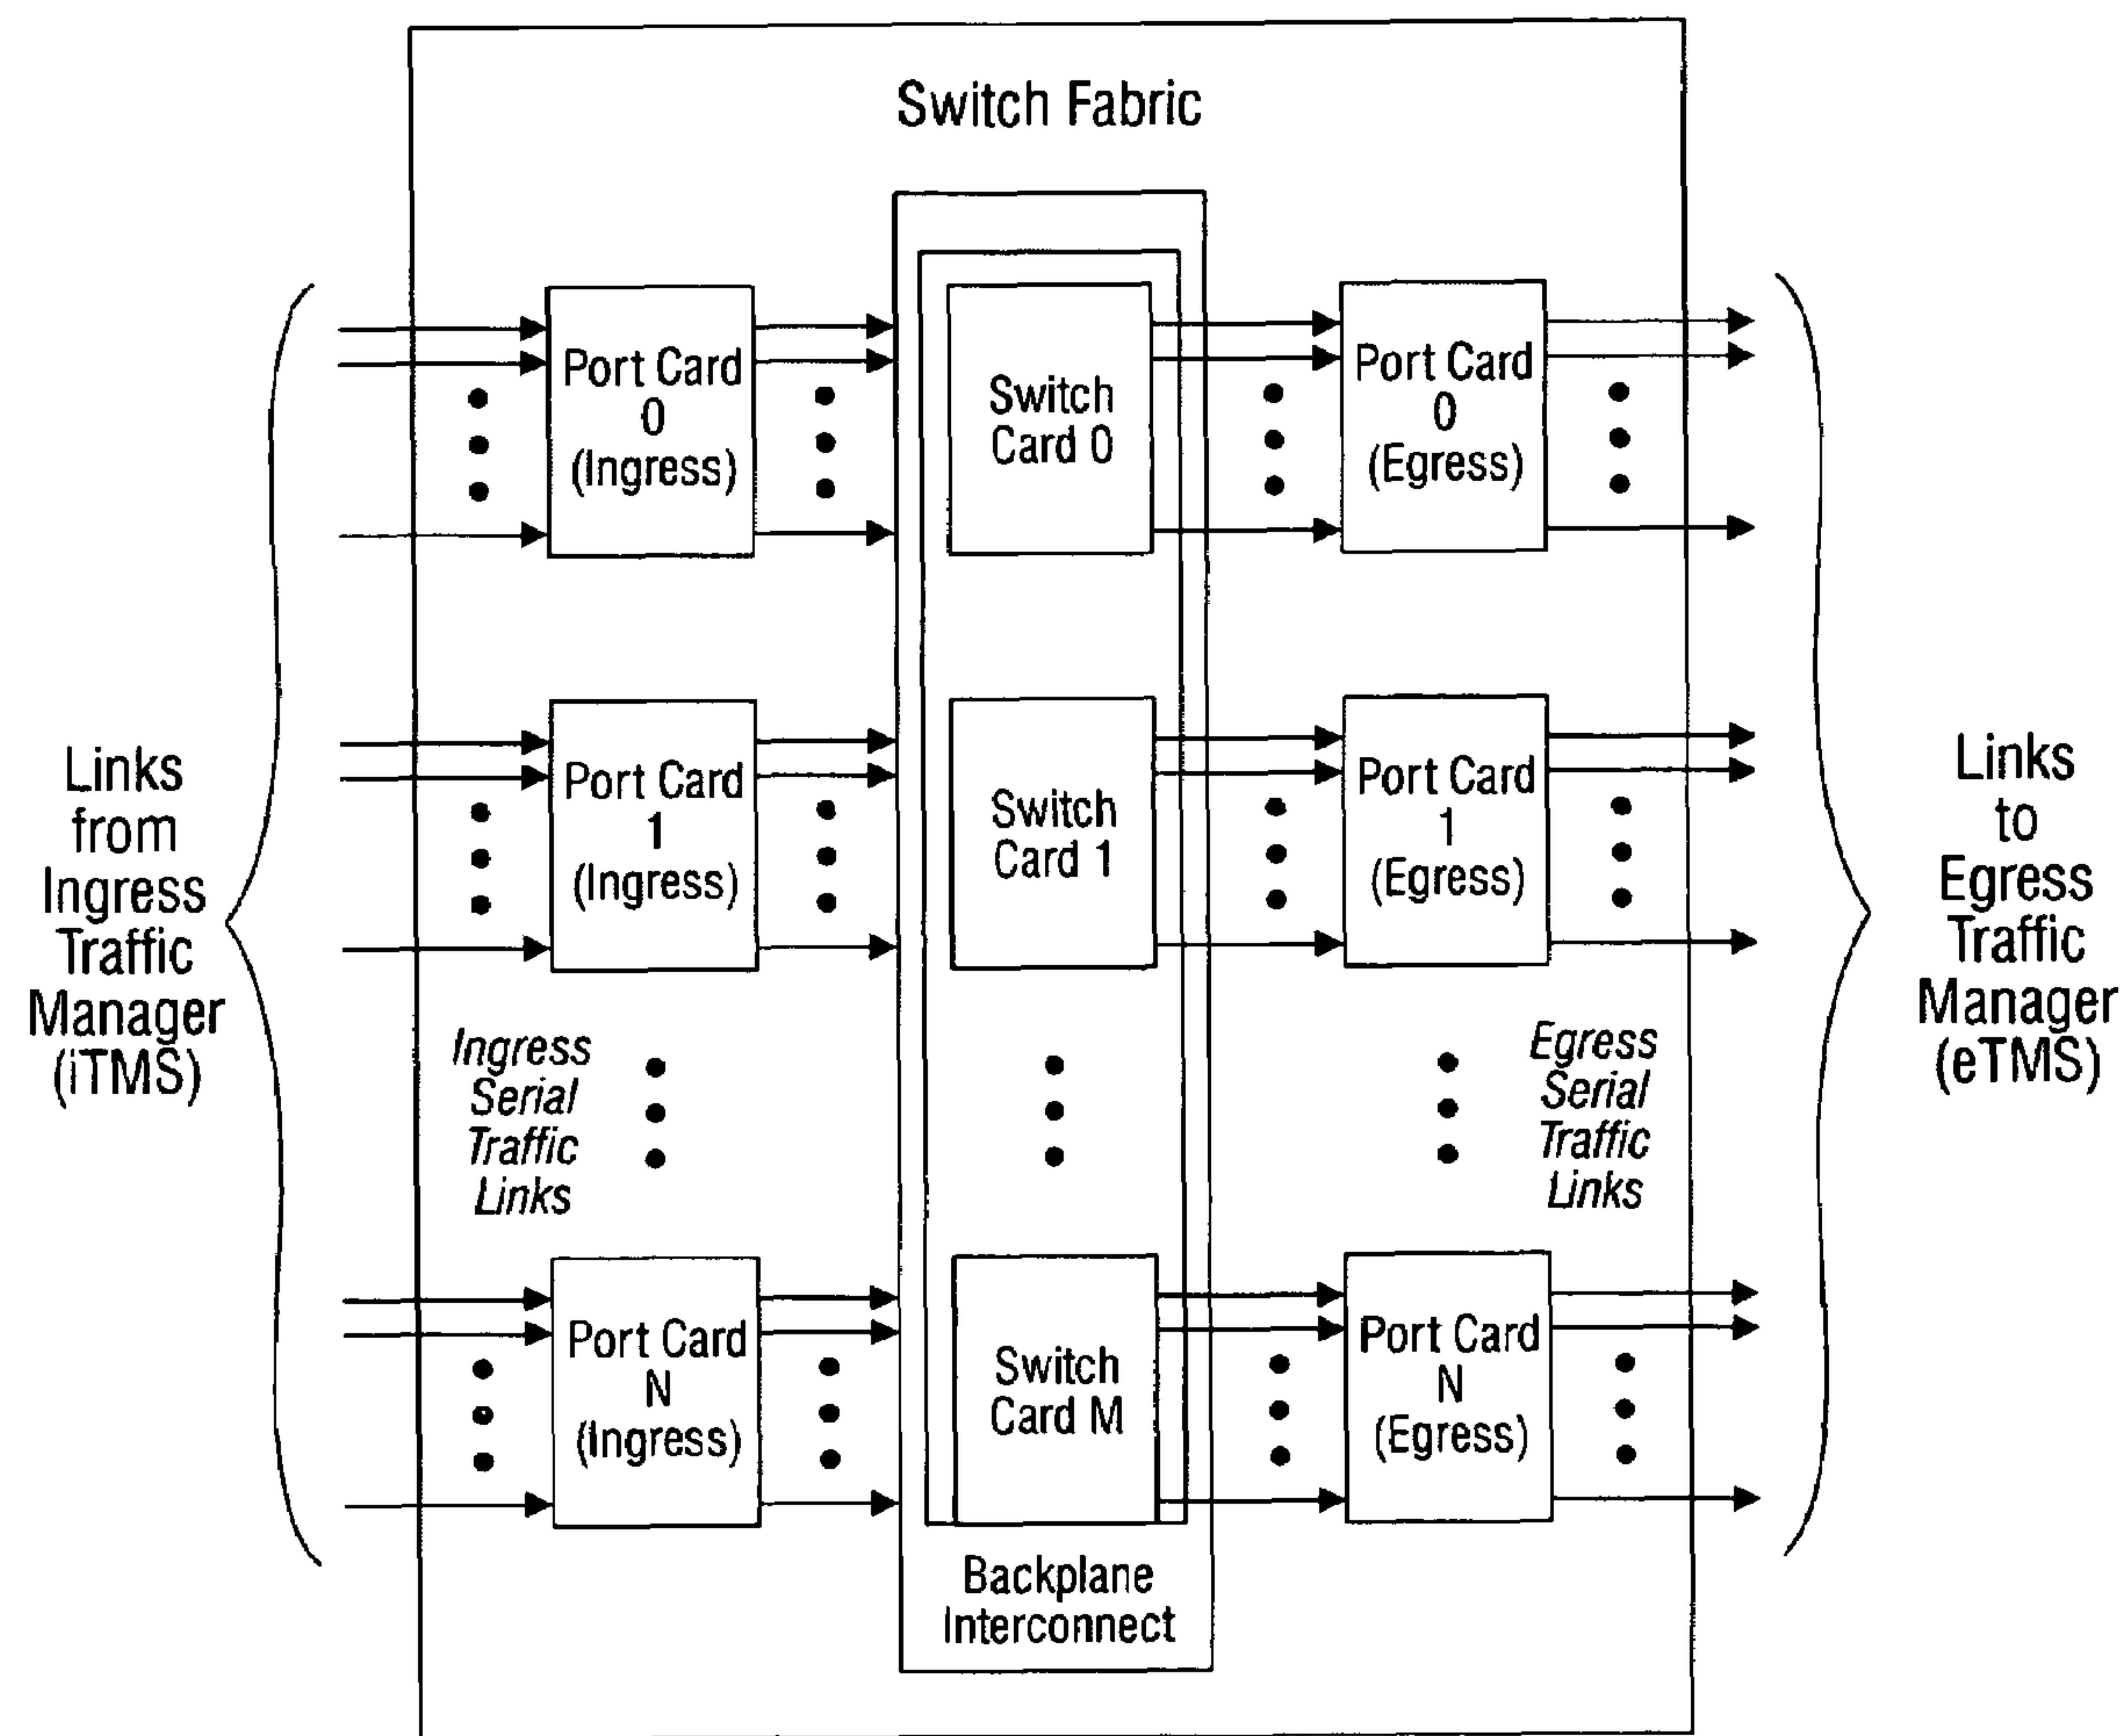 Switch Fabric
Links
from
Ingress
Traffic
Manager
(iTMS)
Port Card
0
(Ingress)
Switch
Card 0
Port Card
0
(Egress)
Port Card
1
(Ingress)
Switch
Card 1
Port Card
1
(Egress)
Ingress
Serial
Traffic
Links
Egress
Serial
Traffic
Links
Port Card
N
(Ingress)
Switch
Card M
Port Card
N
(Egress)
Backplane
Interconnect
Links
to
Egress
Traffic
Manager
(eTMS)